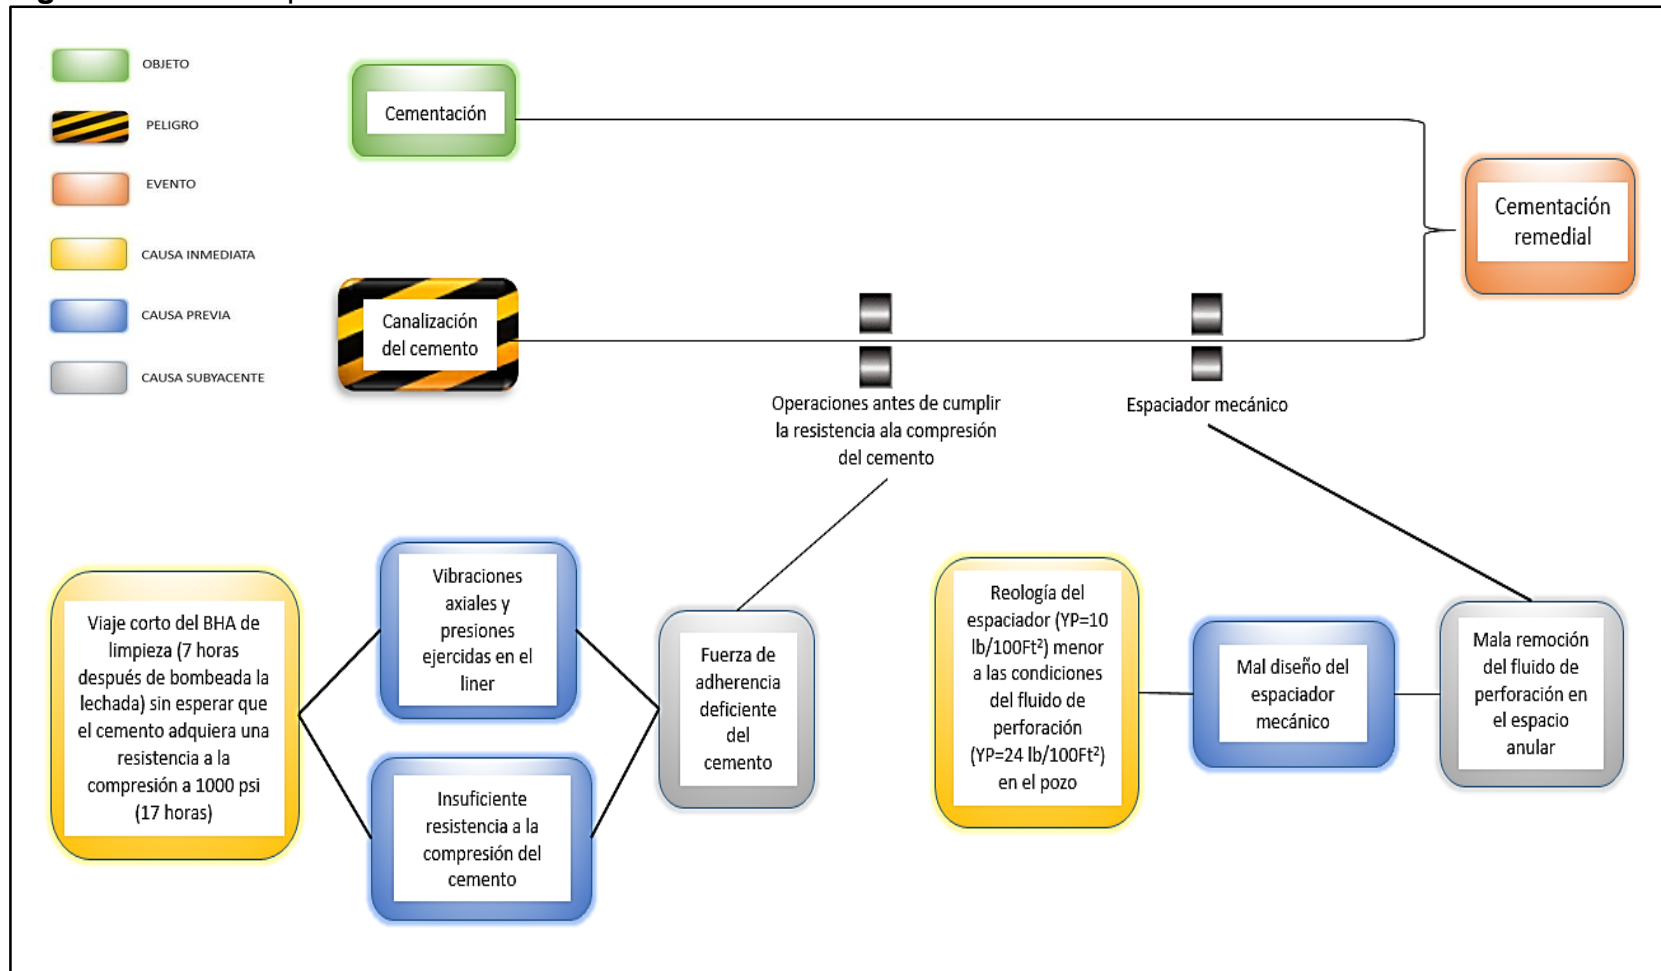 OBJETO
PELIGRO
EVENTO
CAUSA INMEDIATA
CAUSA PREVIA
CAUSA SUBYACENTE
Cementación
Canalización
del cemento
Cementación
remedial
Operaciones antes de cumplir
la resistencia ala compresión
del cemento
Espaciador mecánico
Viaje corto del BHA de
limpieza (7 horas
después de bombeada la
lechada) sin esperar que
el cemento adquiera una
resistencia a la
compresión a 1000 psi
(17 horas)
Vibraciones
axiales y
presiones
ejercidas en el
liner
Insuficiente
resistencia a la
compresión del
cemento
Fuerza de
adherencia
deficiente
del
cemento
Reología del
espaciador (YP=10
lb/100Ft²) menor
a las condiciones
del fluido de
perforación
(YP=24 lb/100Ft²)
en el pozo
Mal diseño del
espaciador
mecánico
Mala remoción
del fluido de
perforación en
el espacio
anular